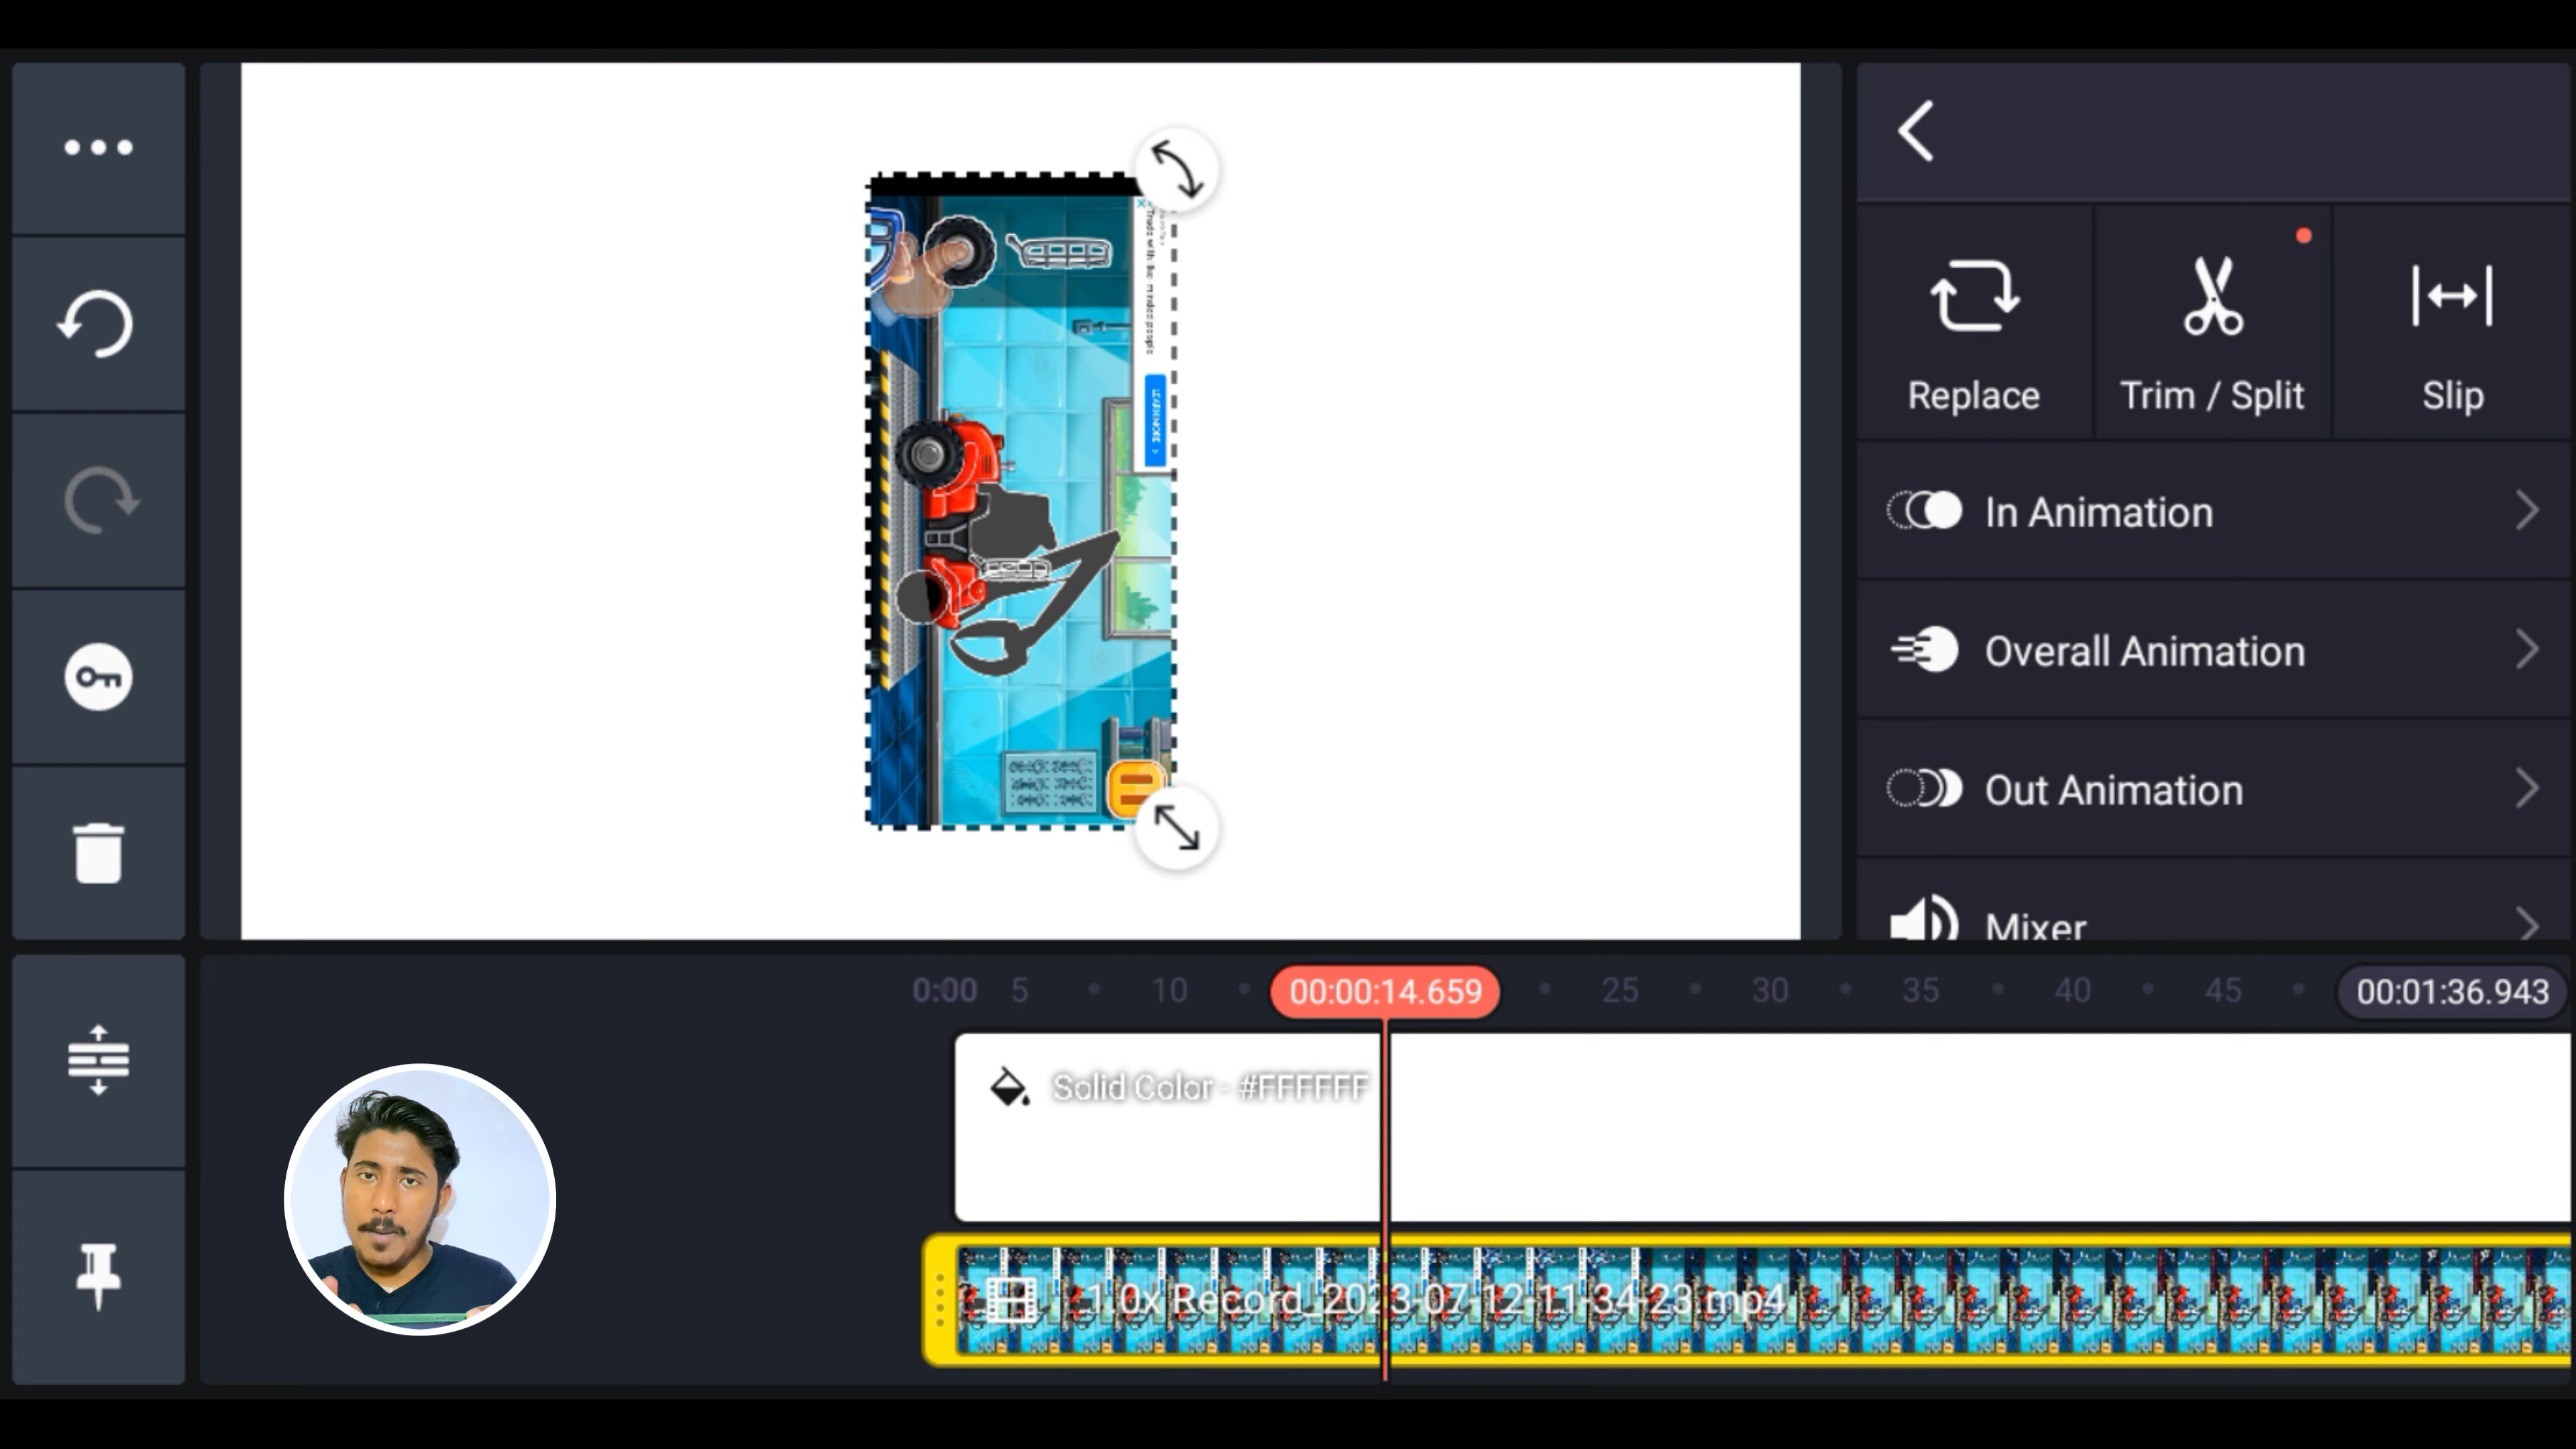 Replace
Trim / Split
Slip
In Animation
Overall Animation
Out Animation
Mixer
0:00 5 10 00:00:14.659 25 30 35 40 45 00:01:36.943
Solid Color - #FFFFFF
1.0x Record_2023-07-12-11-34-23.mp4